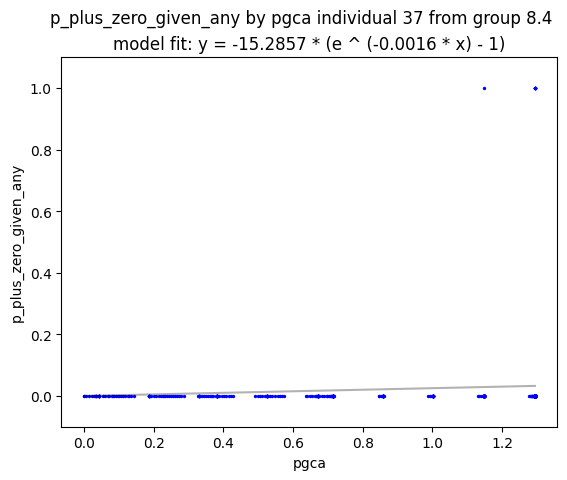 p_plus_zero_given_any by pgca individual 37 from group 8.4
model fit: y = -15.2857 * (e ^ (-0.0016 * x) - 1)
1.0
0.8
0.6
0.4
0.2
0.0
p_plus_zero_given_any
0.0 0.2 0.4 0.6 0.8 1.0 1.2
pgca